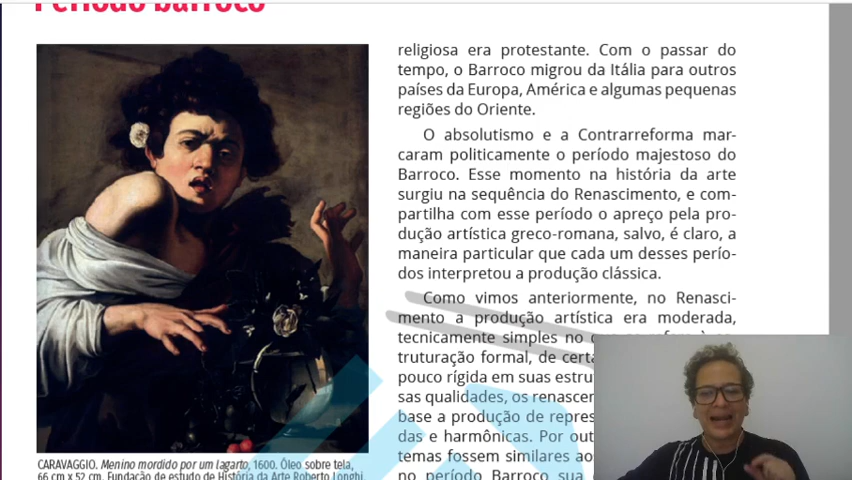 Período barroco
religiosa era protestante. Com o passar do
tempo, o Barroco migrou da Itália para outros
países da Europa, América e algumas pequenas
regiões do Oriente.
O absolutismo e a Contrarreforma mar-
caram politicamente o período majestoso do
Barroco. Esse momento na história da arte
surgiu na sequência do Renascimento, e com-
partilha com esse período o apreço pela pro-
dução artística greco-romana, salvo, é claro, a
maneira particular que cada um desses perío-
dos interpretou a produção clássica.
Como vimos anteriormente, no Renasci-
mento a produção artística era moderada,
tecnicamente simples no
truturação formal, de certa
pouco rígida em suas estru
sas qualidades, os renascen
base a produção de repres
das e harmônicas. Por out
temas fossem similares ao
no período Barroco sua
CARAVAGGIO. Menino mordido por um lagarto, 1600. Óleo sobre tela,
66 cm x 52 cm. Fundação de estudo de História da Arte Roberto Longhi,